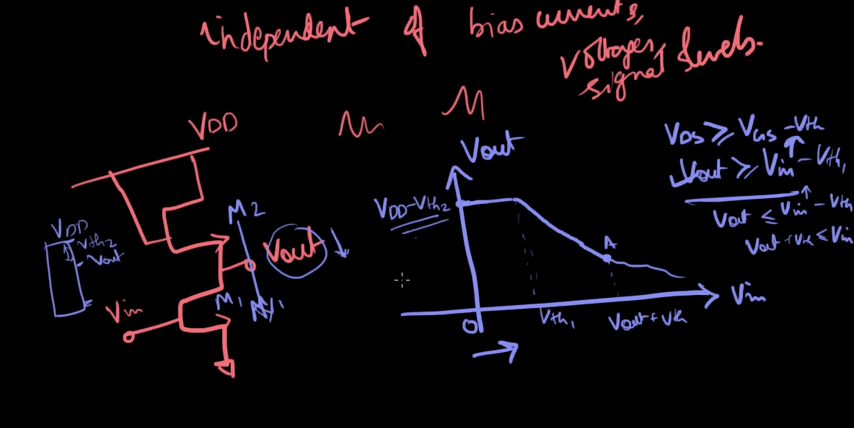 independent of bias currents,
voltages,
signal levels.
VDD
Vout
VDS ≥ VGS - Vth
Vout ≥ Vin - Vth1
Vout ≤ Vin - Vth
Vout + Vth ≤ Vin
VDD - Vth2
M2
VDD
Vth2
Vout
Vout ↓
A
Vin
M1
Vin
0
Vth1
Vout + Vth